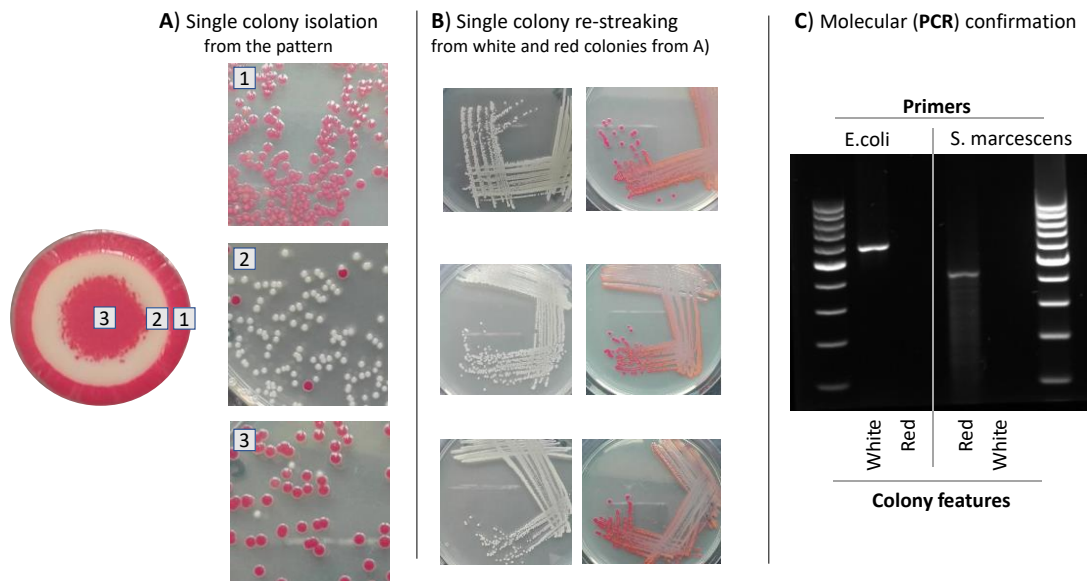 A) Single colony isolation
from the pattern
1
2
3
3
2
1
B) Single colony re-streaking
from white and red colonies from A)
C) Molecular (PCR) confirmation
Primers
E.coli
S. marcescens
White
Red
Red
White
Colony features